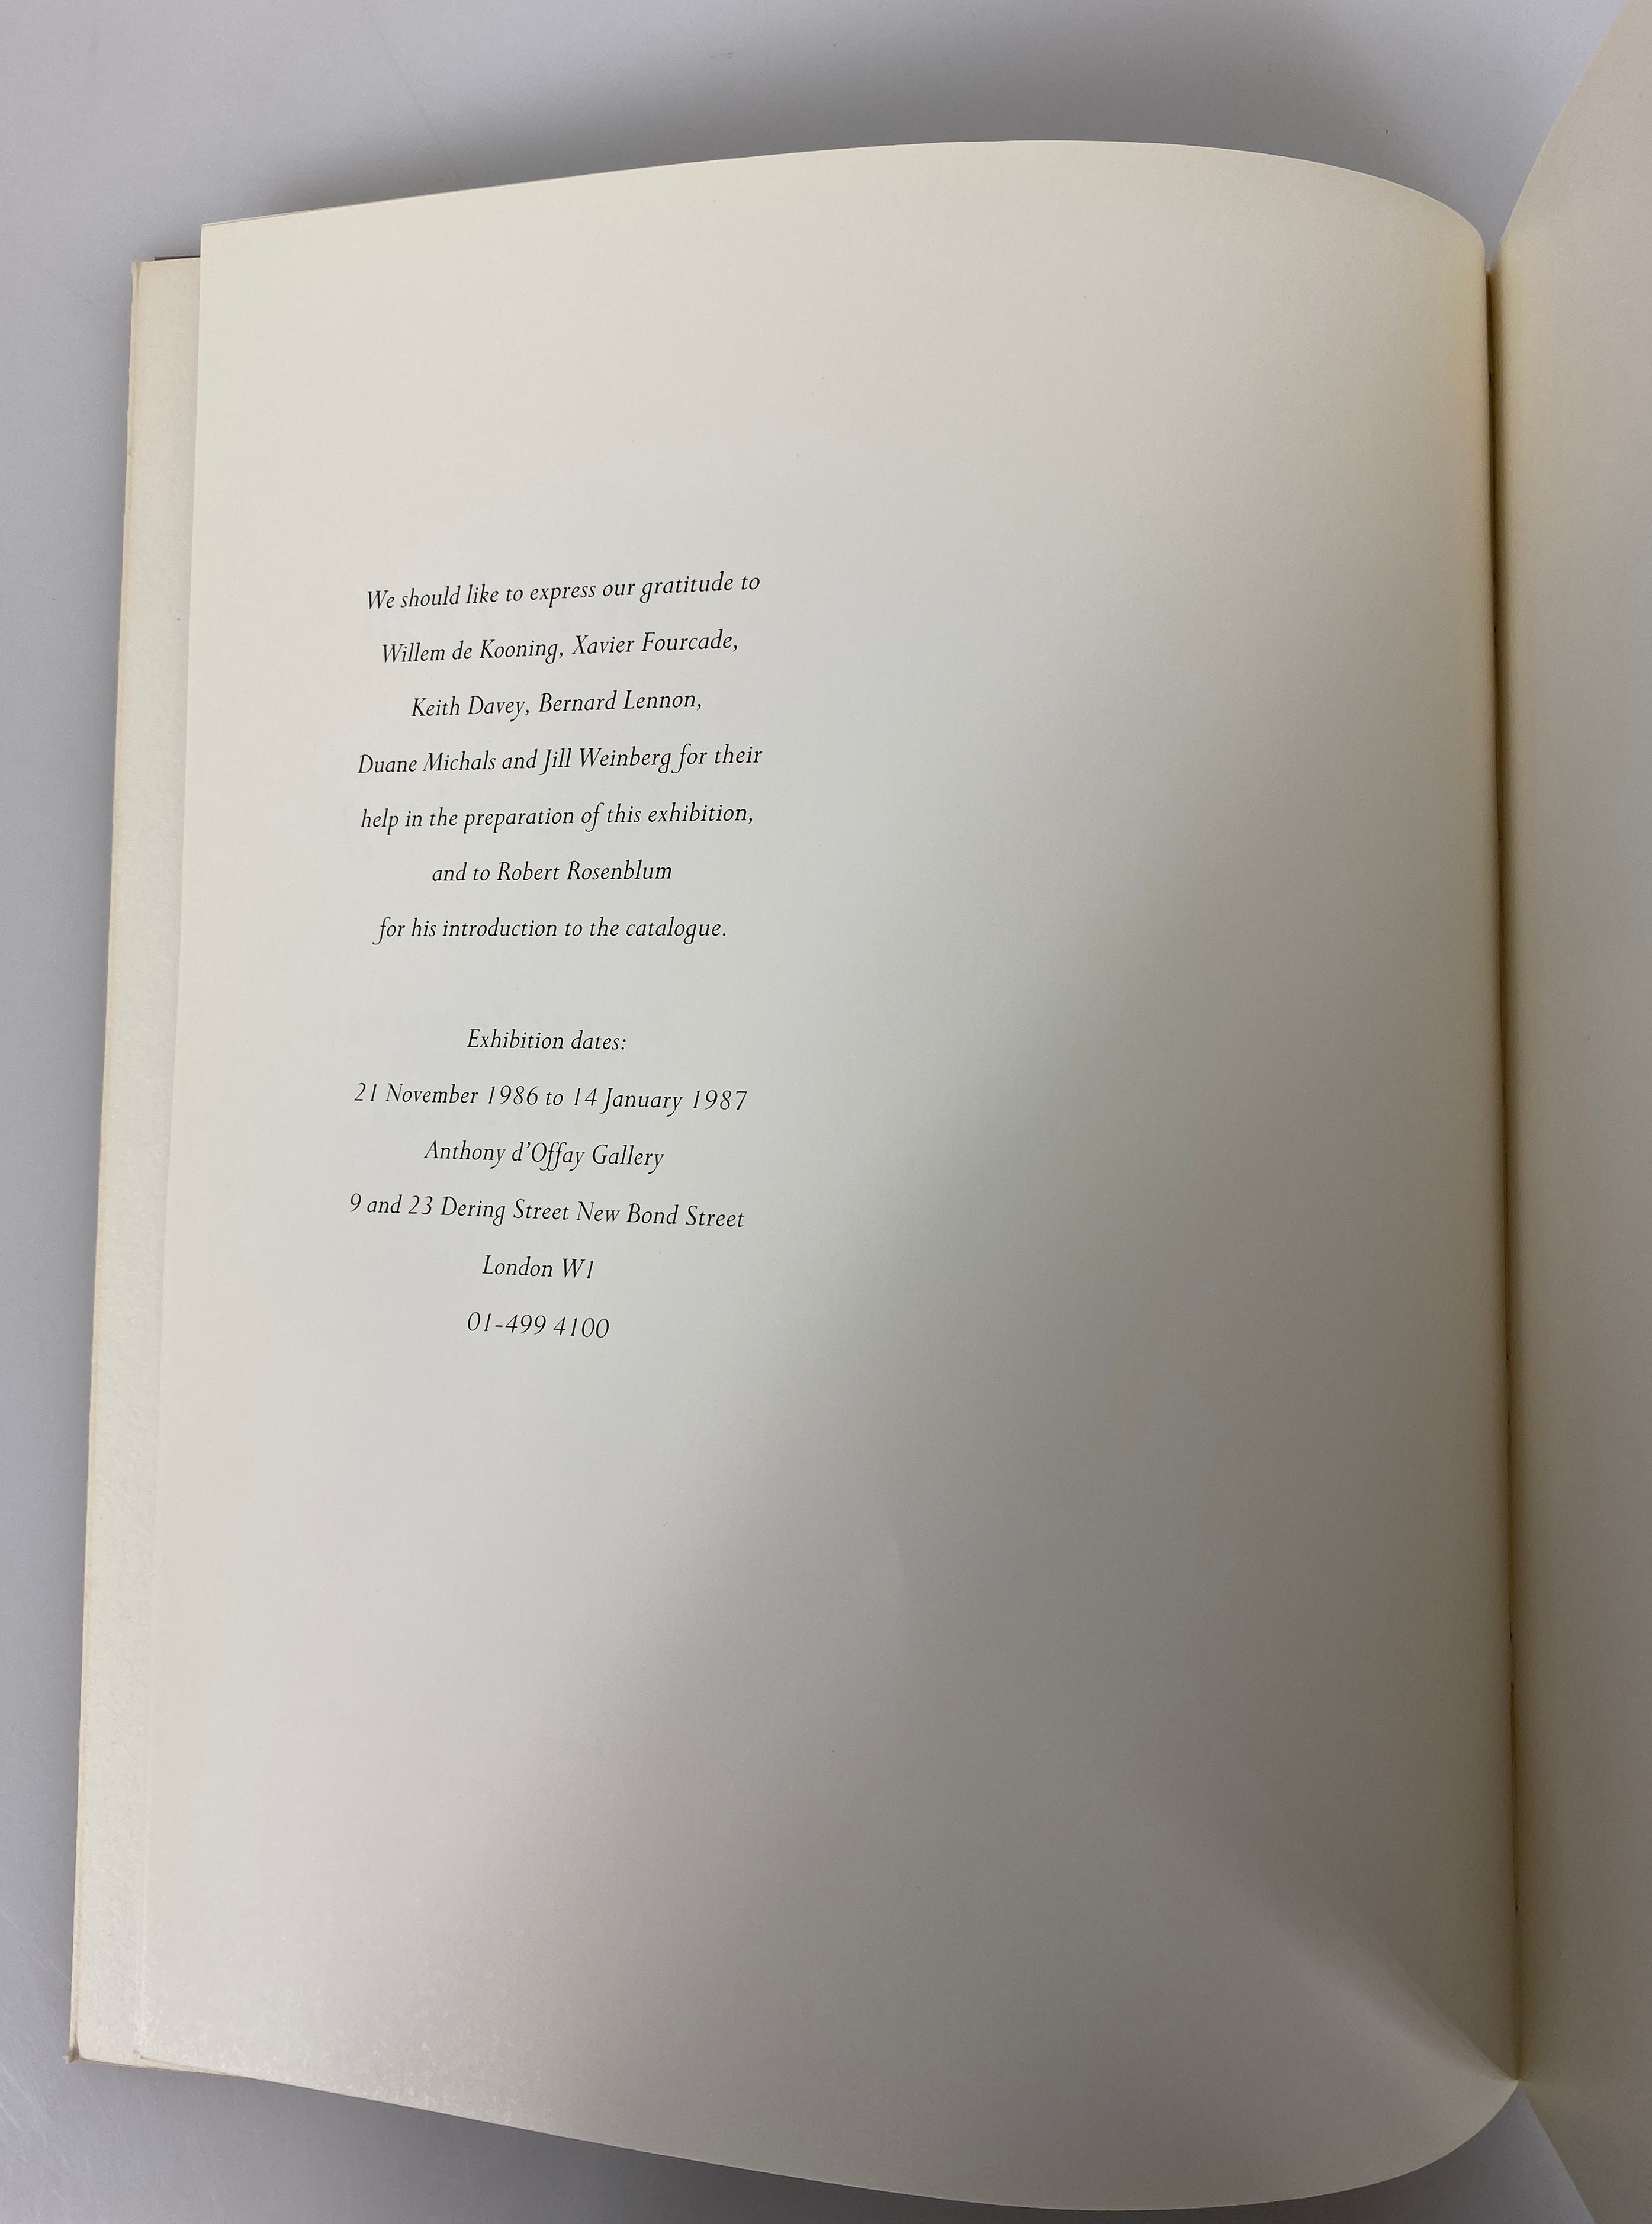 We should like to express our gratitude to
Willem de Kooning, Xavier Fourcade,
Keith Davey, Bernard Lennon,
Duane Michals and Jill Weinberg for their
help in the preparation of this exhibition,
and to Robert Rosenblum
for his introduction to the catalogue.
Exhibition dates:
21 November 1986 to 14 January 1987
Anthony d'Offay Gallery
9 and 23 Dering Street New Bond Street
London W1
01-499 4100